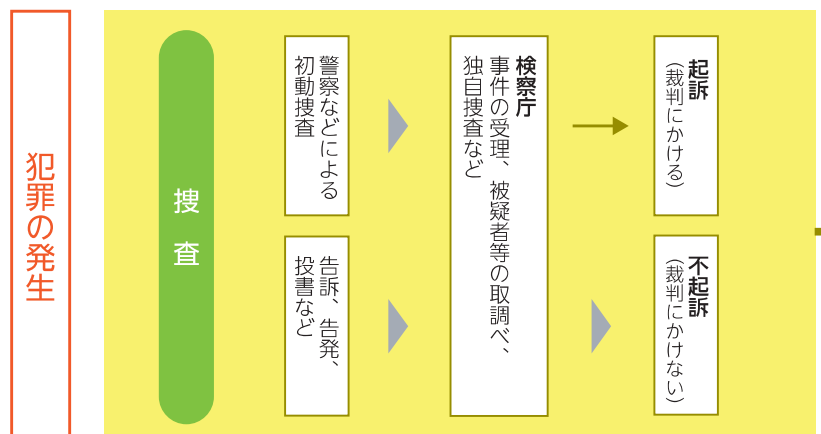 犯罪の発生
捜査
警察などによる
初動捜査
告訴、告発、
投書など
検察庁
事件の受理、被疑者等の取調べ、
独自捜査など
起訴
（裁判にかける）
不起訴
（裁判にかけない）